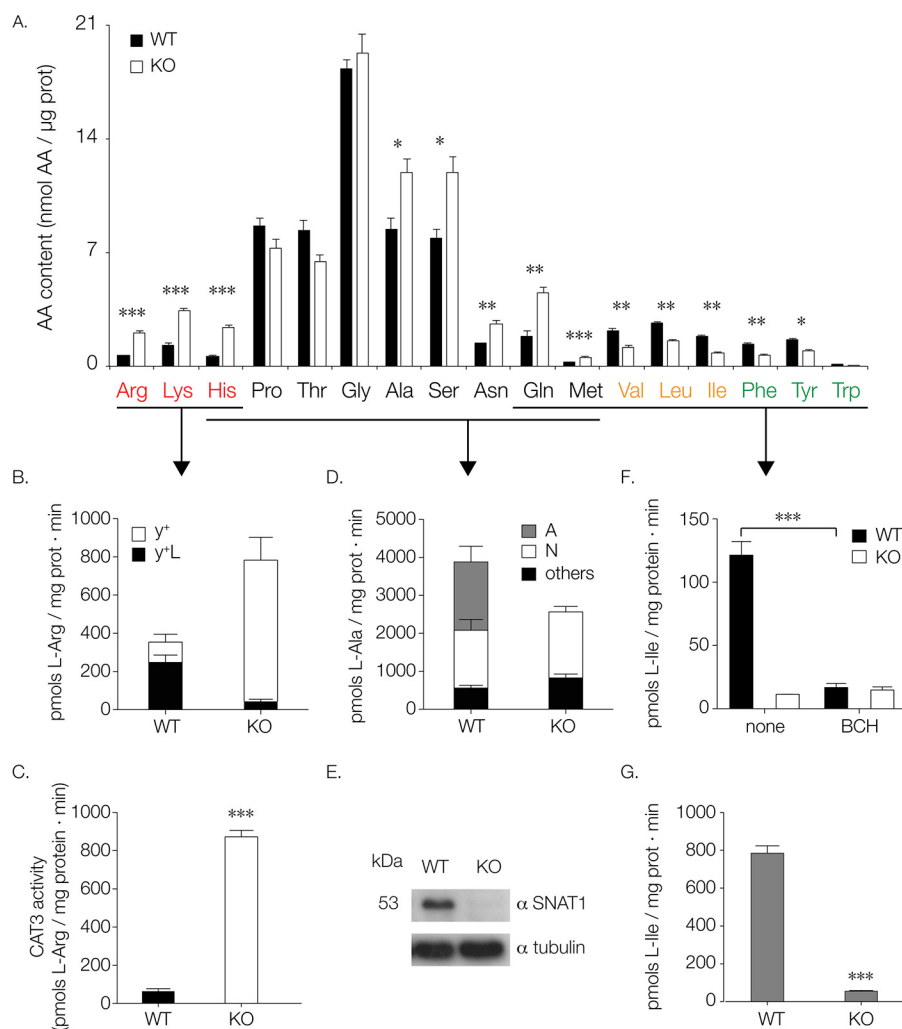 A.
21
14
7
0
AA content (nmol AA / µg prot)
WT
KO
*** *** *** * * ** ** *** ** ** ** ** *
Arg Lys His Pro Thr Gly Ala Ser Asn Gln Met Val Leu Ile Phe Tyr Trp
B.
pmols L-Arg / mg prot · min
1000
800
600
400
200
0
y⁺
y⁺L
WT KO
D.
pmols L-Ala / mg prot · min
5000
4000
3000
2000
1000
0
A
N
others
WT KO
F.
pmols L-Ile / mg protein · min
150
100
50
0
***
WT
KO
none BCH
C.
CAT3 activity
(pmols L-Arg / mg protein · min)
1000
800
600
400
200
0
***
WT KO
E.
kDa WT KO
53 α SNAT1
α tubulin
G.
pmols L-Ile / mg prot · min
1000
800
600
400
200
0
***
WT KO